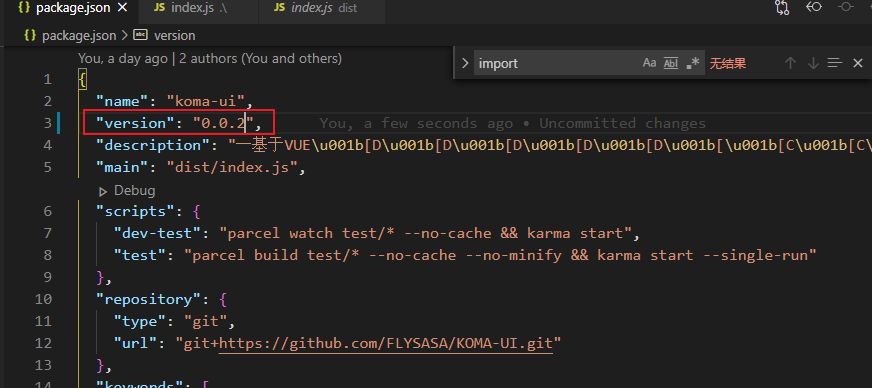 package.json
index.js .\
index.js dist
package.json > version
import
Aa
Abl
.*
无结果
You, a day ago | 2 authors (You and others)
1 {
2 "name": "koma-ui",
3 "version": "0.0.2", You, a few seconds ago • Uncommitted changes
4 "description": "一基于VUE\u001b[D\u001b[D\u001b[D\u001b[D\u001b[D\u001b[\u001b[C\u001b[C\
5 "main": "dist/index.js",
Debug
6 "scripts": {
7 "dev-test": "parcel watch test/* --no-cache && karma start",
8 "test": "parcel build test/* --no-cache --no-minify && karma start --single-run"
9 },
10 "repository": {
11 "type": "git",
12 "url": "git+https://github.com/FLYSASA/KOMA-UI.git"
13 },
14 "keywords": [